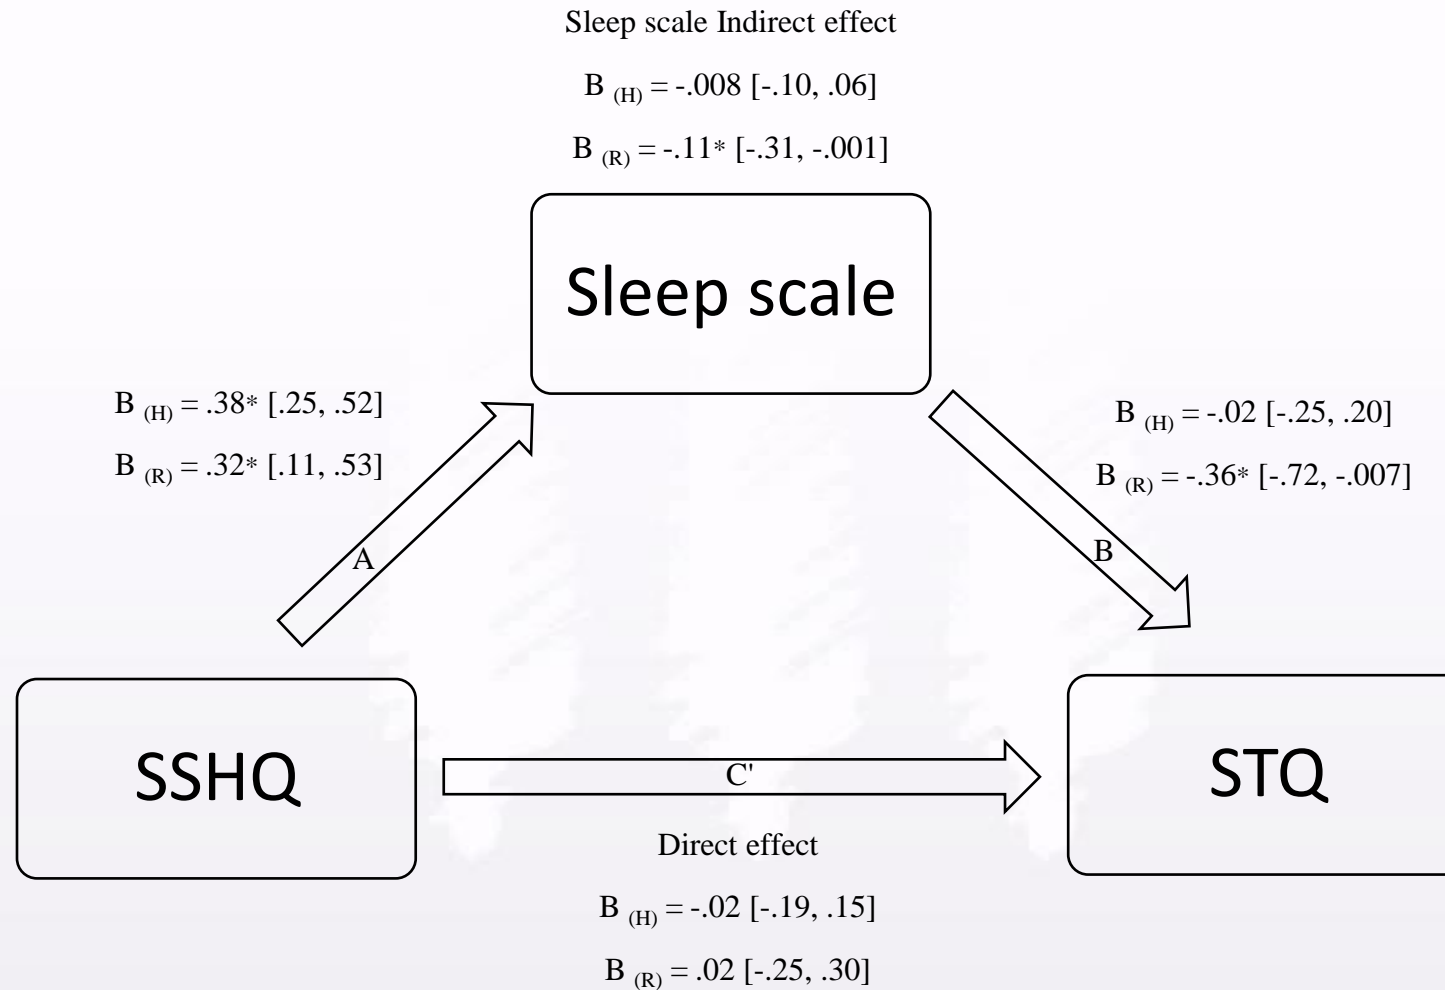 Sleep scale Indirect effect
B (H) = -.008 [-.10, .06]
B (R) = -.11* [-.31, -.001]
Sleep scale
B (H) = .38* [.25, .52]
B (R) = .32* [.11, .53]
B (H) = -.02 [-.25, .20]
B (R) = -.36* [-.72, -.007]
A
B
SSHQ
C'
STQ
Direct effect
B (H) = -.02 [-.19, .15]
B (R) = .02 [-.25, .30]